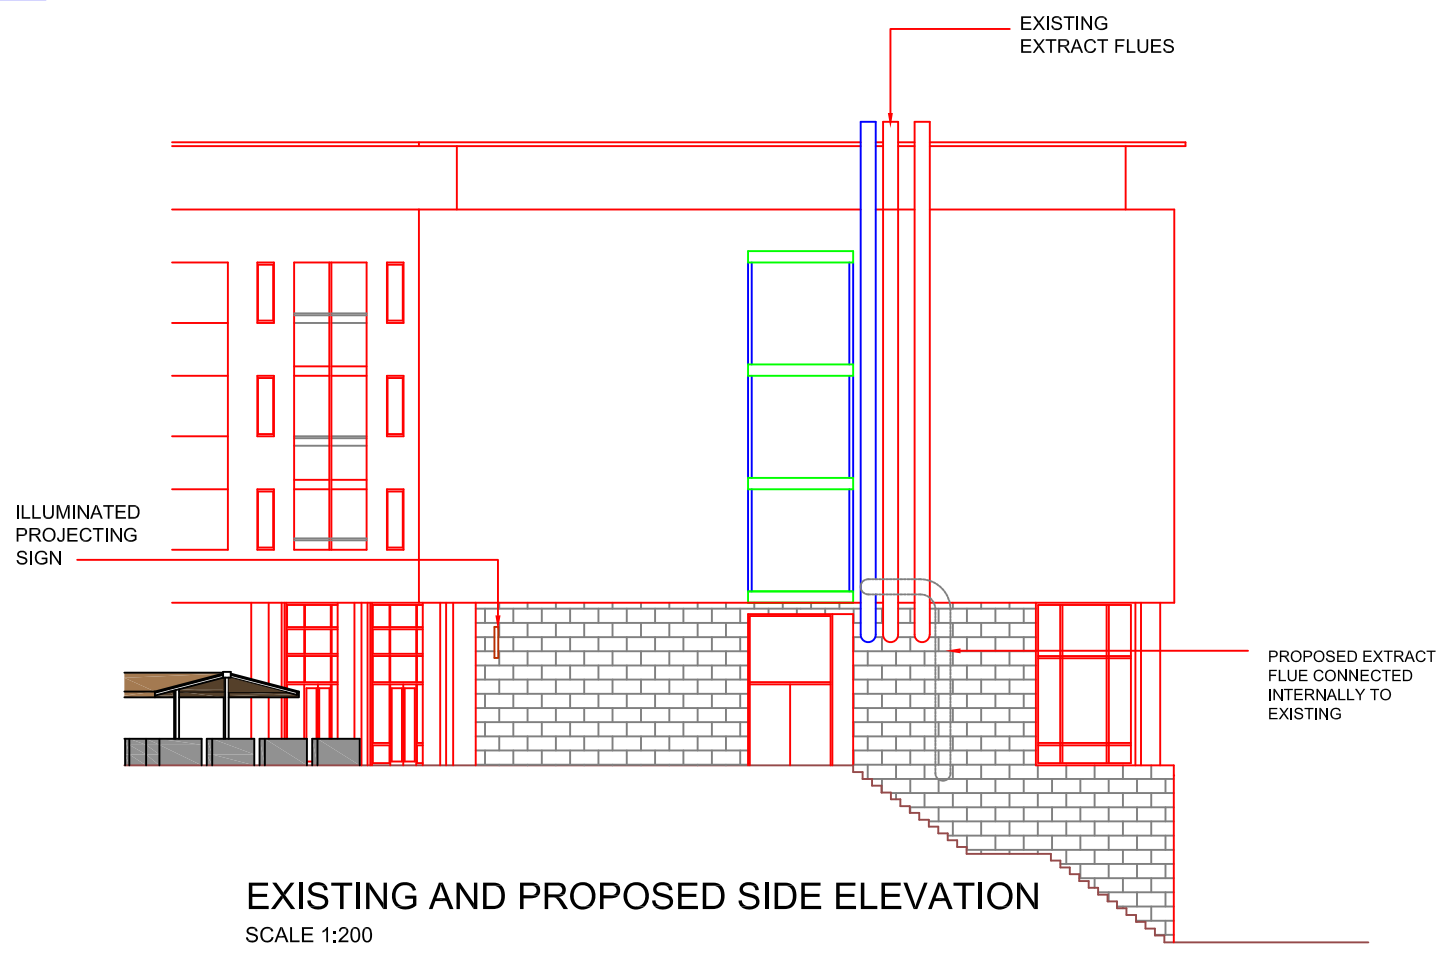 EXISTING
EXTRACT FLUES
ILLUMINATED
PROJECTING
SIGN
PROPOSED EXTRACT
FLUE CONNECTED
INTERNALLY TO
EXISTING
EXISTING AND PROPOSED SIDE ELEVATION
SCALE 1:200